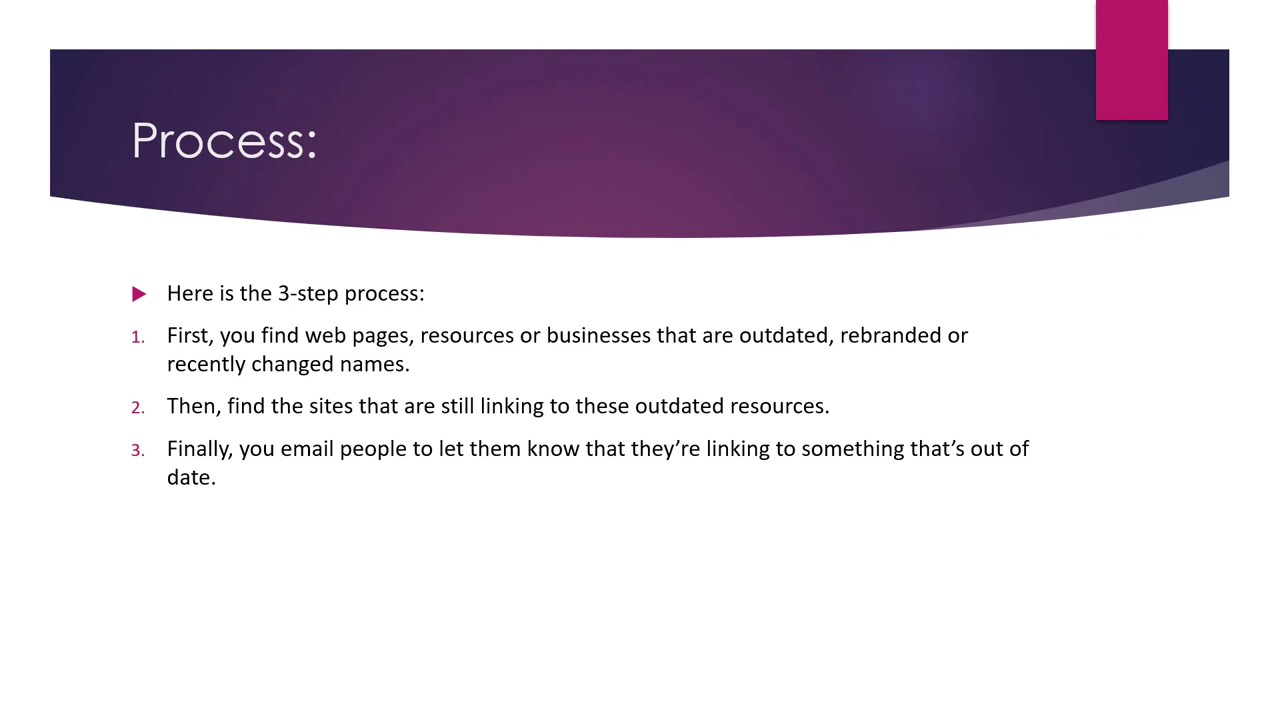 Process:
Here is the 3-step process:
1. First, you find web pages, resources or businesses that are outdated, rebranded or
recently changed names.
2. Then, find the sites that are still linking to these outdated resources.
3. Finally, you email people to let them know that they’re linking to something that’s out of
date.